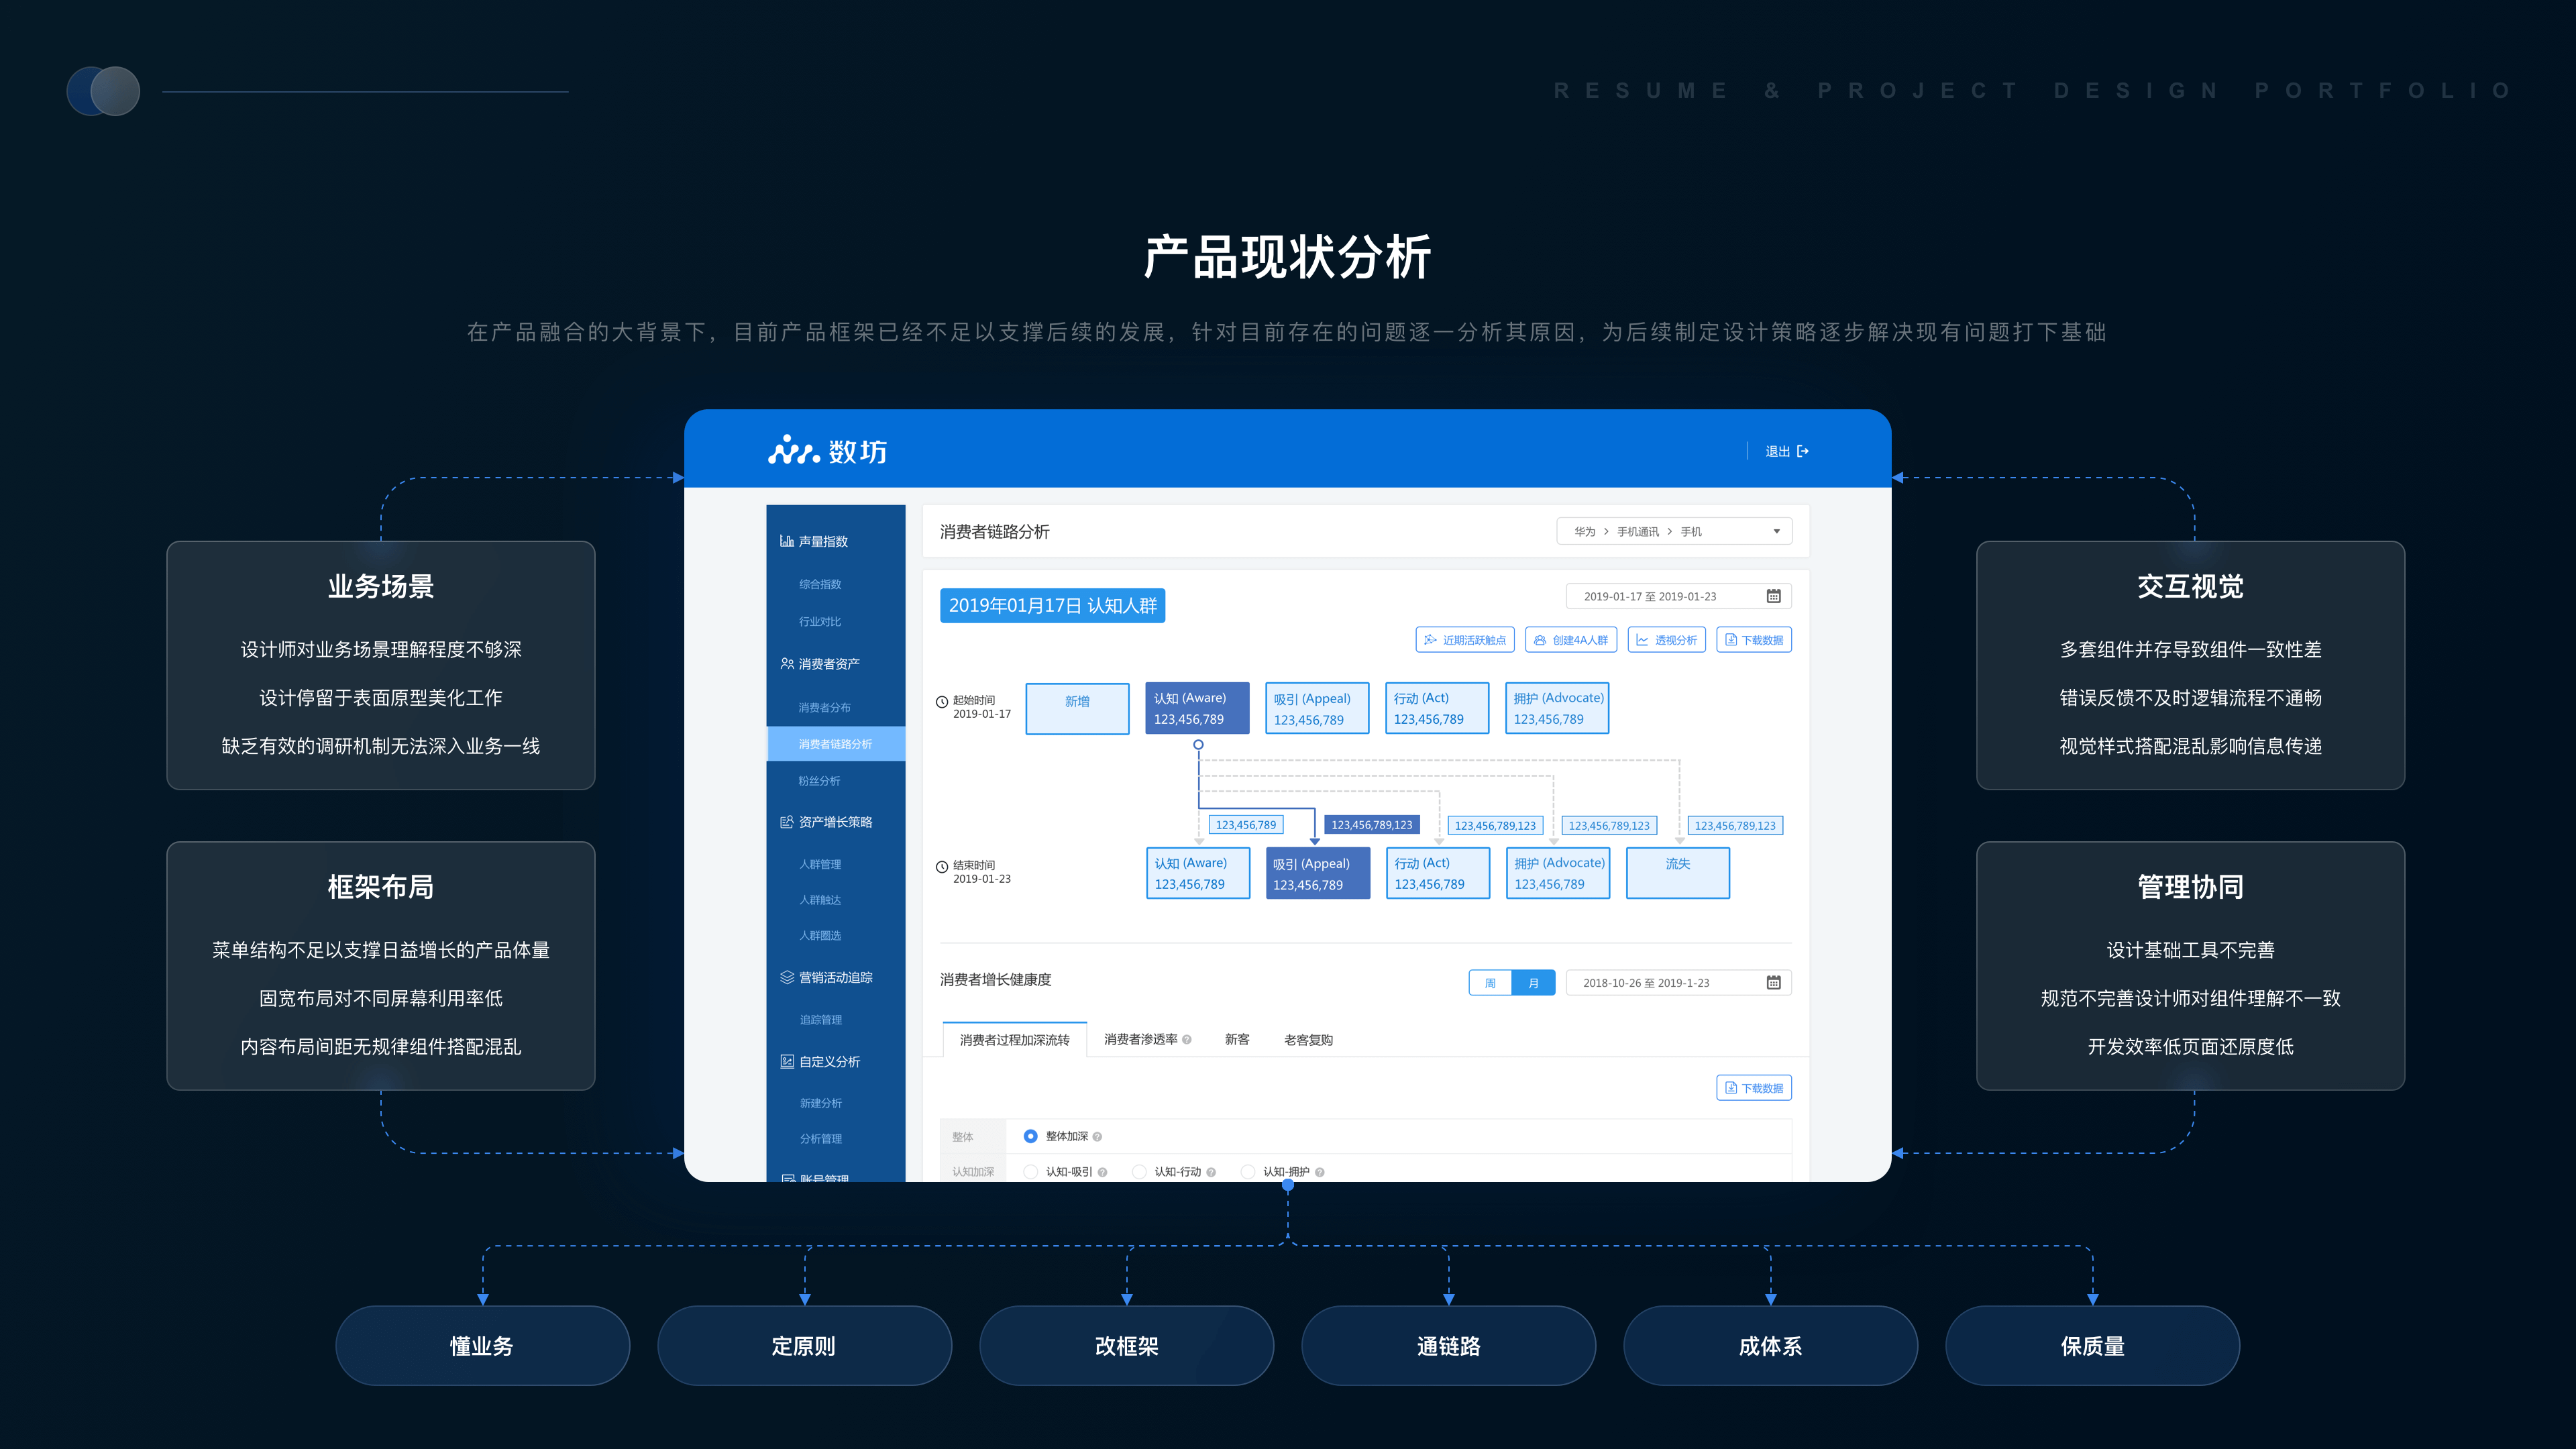 RESUME & PROJECT DESIGN PORTFOLIO
产品现状分析
在产品融合的大背景下，目前产品框架已经不足以支撑后续的发展，针对目前存在的问题逐一分析其原因，为后续制定设计策略逐步解决现有问题打下基础
业务场景
设计师对业务场景理解程度不够深
设计停留于表面原型美化工作
缺乏有效的调研机制无法深入业务一线
框架布局
菜单结构不足以支撑日益增长的产品体量
固宽布局对不同屏幕利用率低
内容布局间距无规律组件搭配混乱
数坊
退出
声量指数
综合指数
行业对比
消费者资产
消费者分布
消费者链路分析
粉丝分析
资产增长策略
人群管理
人群触达
人群圈选
营销活动追踪
追踪管理
自定义分析
新建分析
分析管理
账号管理
消费者链路分析
华为 > 手机通讯 > 手机
2019年01月17日 认知人群
2019-01-17 至 2019-01-23
近期活跃触点 创建4A人群 透视分析 下载数据
起始时间
2019-01-17
新增
认知 (Aware)
123,456,789
吸引 (Appeal)
123,456,789
行动 (Act)
123,456,789
拥护 (Advocate)
123,456,789
123,456,789 123,456,789,123 123,456,789,123 123,456,789,123 123,456,789,123
结束时间
2019-01-23
认知 (Aware)
123,456,789
吸引 (Appeal)
123,456,789
行动 (Act)
123,456,789
拥护 (Advocate)
123,456,789
流失
消费者增长健康度
周 月
2018-10-26 至 2019-1-23
消费者过程加深流转 消费者渗透率 新客 老客复购
下载数据
整体 整体加深
认知加深 认知-吸引 认知-行动 认知-拥护
交互视觉
多套组件并存导致组件一致性差
错误反馈不及时逻辑流程不通畅
视觉样式搭配混乱影响信息传递
管理协同
设计基础工具不完善
规范不完善设计师对组件理解不一致
开发效率低页面还原度低
懂业务 定原则 改框架 通链路 成体系 保质量